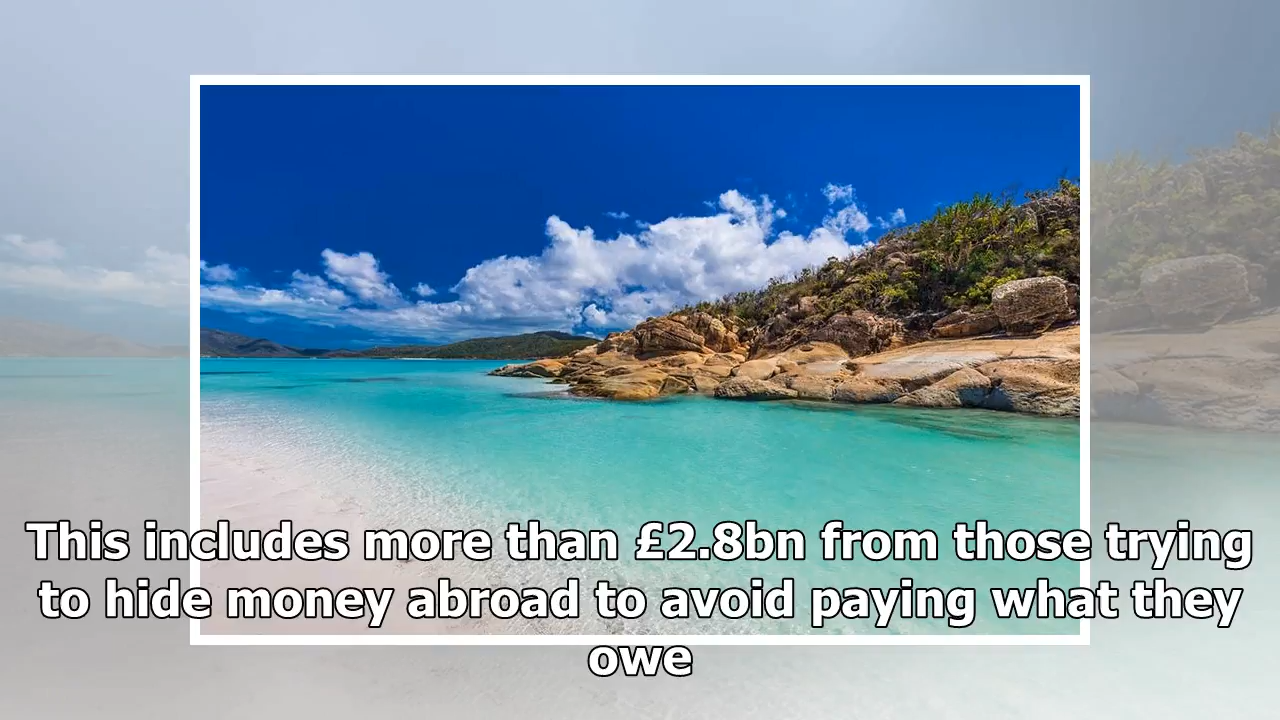 This includes more than £2.8bn from those trying
to hide money abroad to avoid paying what they
owe